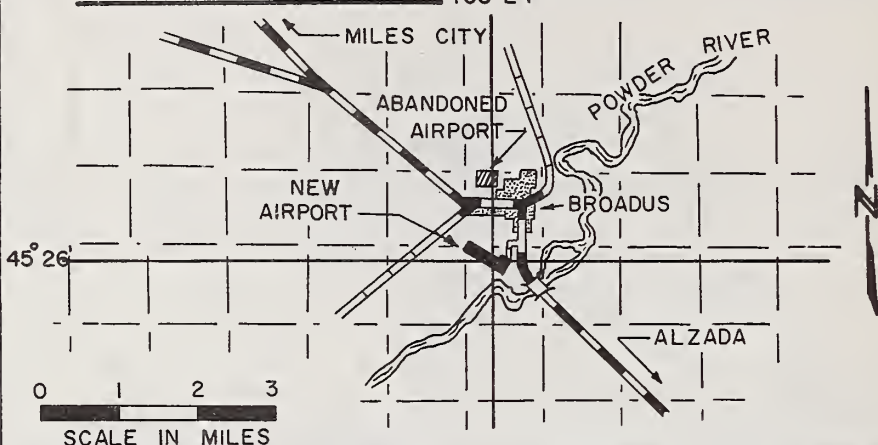 MILES CITY
POWDER RIVER
ABANDONED
AIRPORT
NEW
AIRPORT
BROADUS
45° 26'
ALZADA
N
0 1 2 3
SCALE IN MILES